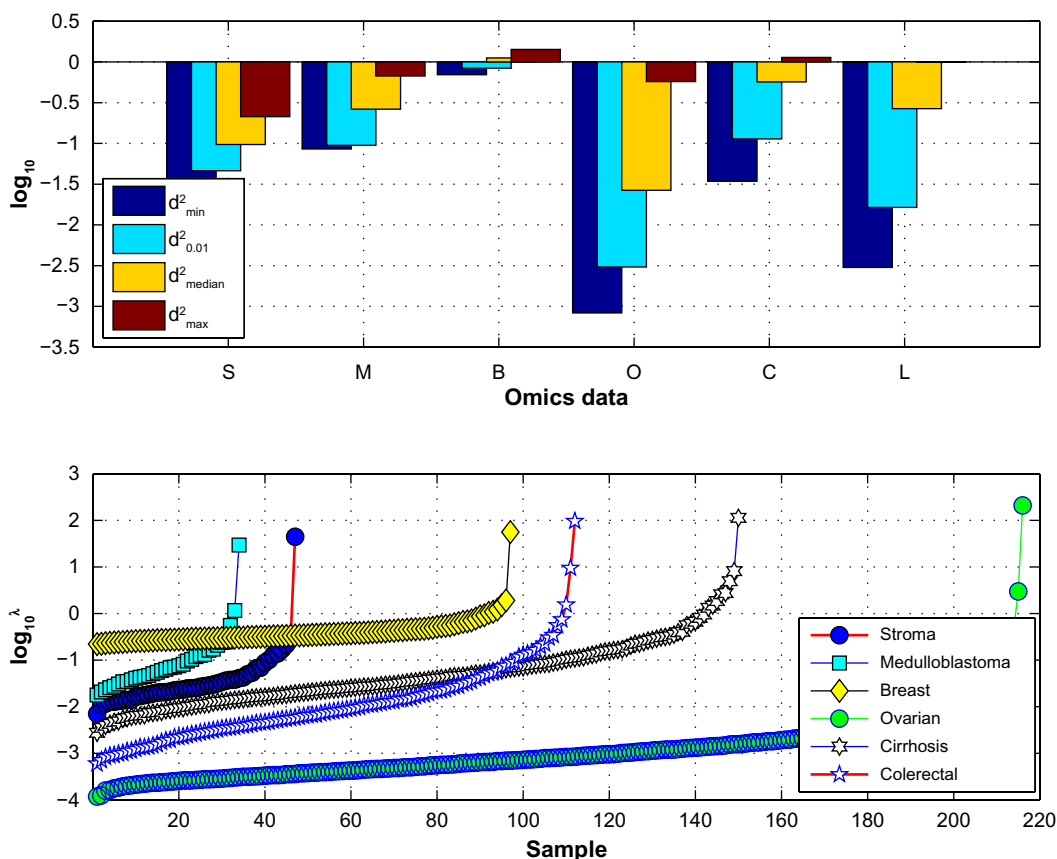 0.5
0
−0.5
−1
−1.5
−2
−2.5
−3
−3.5
log10
d²min
d²0.01
d²median
d²max
S M B O C L
Omics data
3
2
1
0
−1
−2
−3
−4
log10λ
Stroma
Medulloblastoma
Breast
Ovarian
Cirrhosis
Colerectal
20 40 60 80 100 120 140 160 180 200 220
Sample